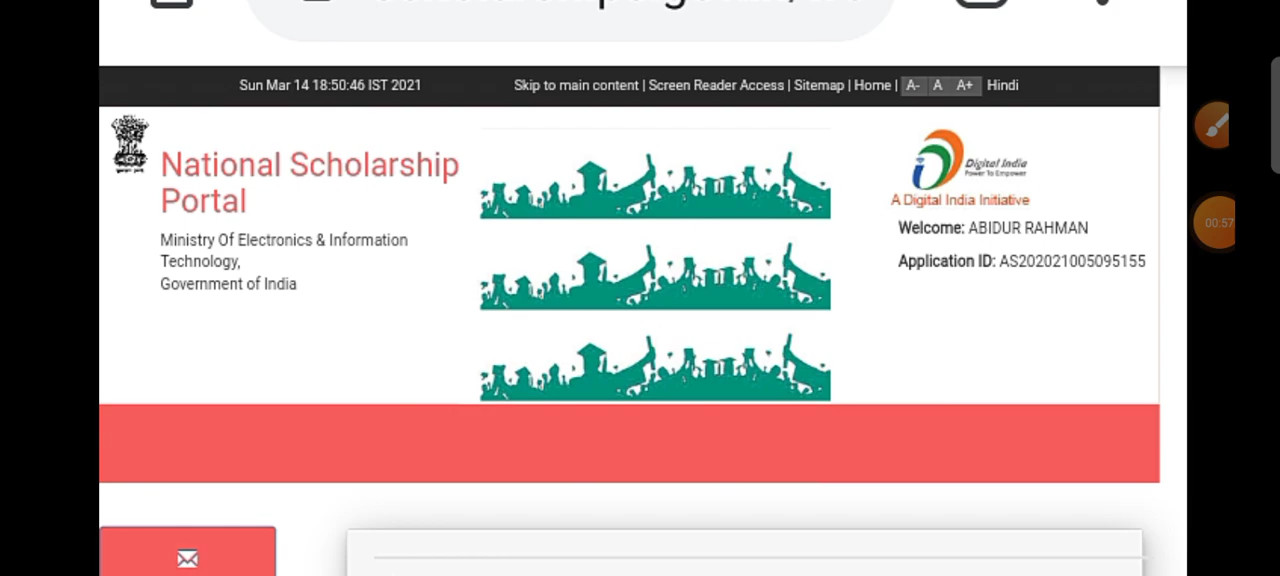 Sun Mar 14 18:50:46 IST 2021
Skip to main content | Screen Reader Access | Sitemap | Home | A- A A+ Hindi
National Scholarship
Portal
Ministry Of Electronics & Information
Technology,
Government of India
Digital India
Power To Empower
A Digital India Initiative
Welcome: ABIDUR RAHMAN
Application ID: AS202021005095155
00:57